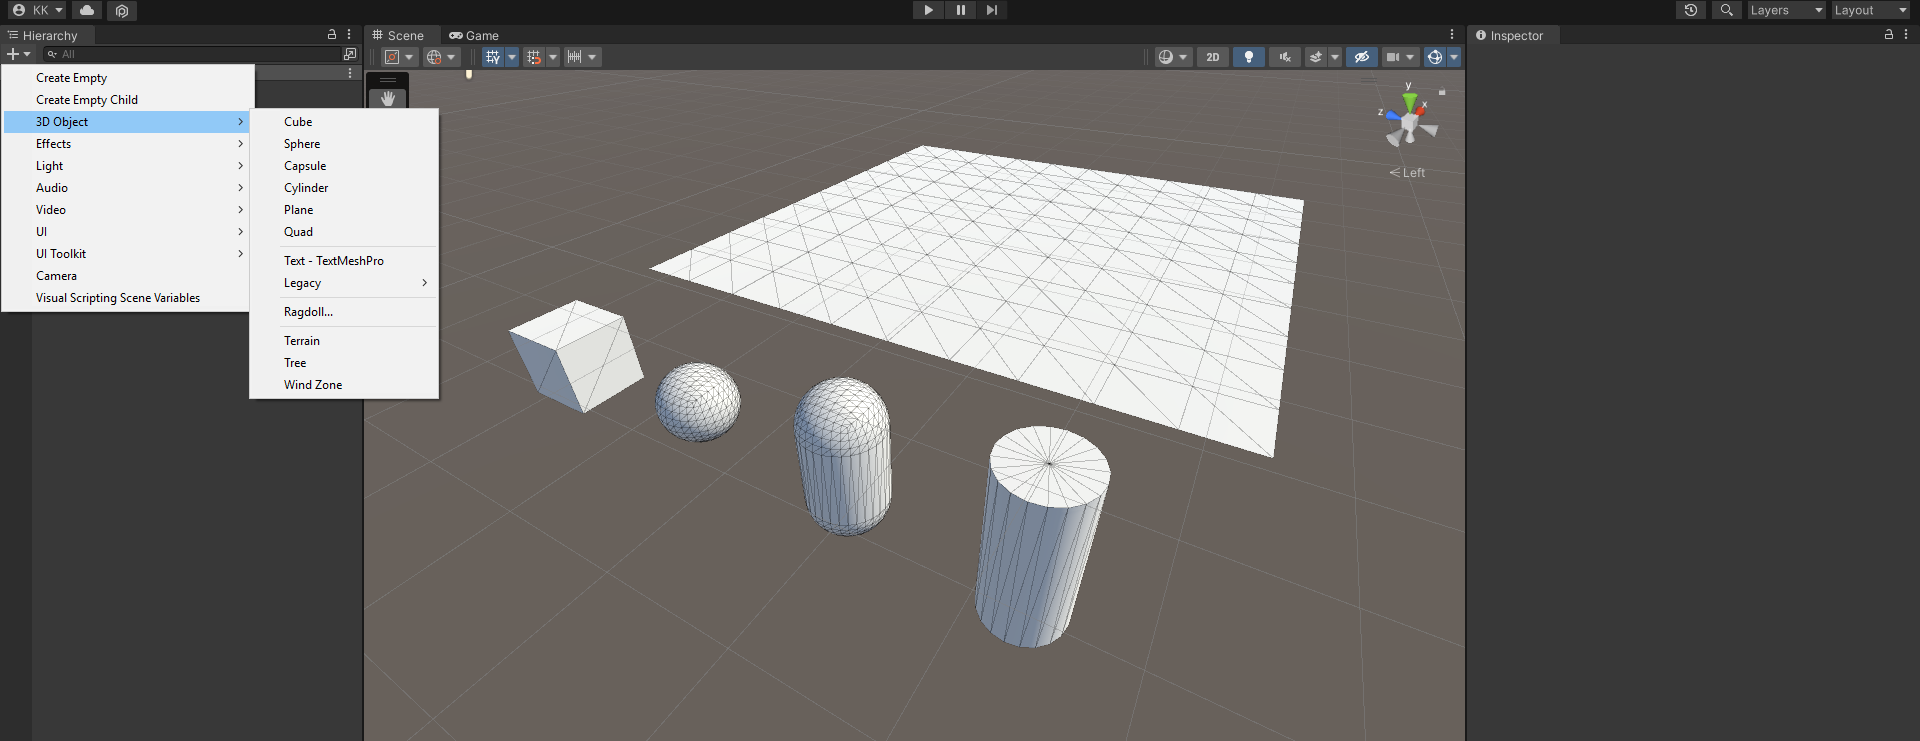 KK
Layers
Layout
Hierarchy
Scene
Game
Inspector
All
2D
Create Empty
Create Empty Child
3D Object
Effects
Light
Audio
Video
UI
UI Toolkit
Camera
Visual Scripting Scene Variables
Cube
Sphere
Capsule
Cylinder
Plane
Quad
Text - TextMeshPro
Legacy
Ragdoll...
Terrain
Tree
Wind Zone
y
x
z
Left